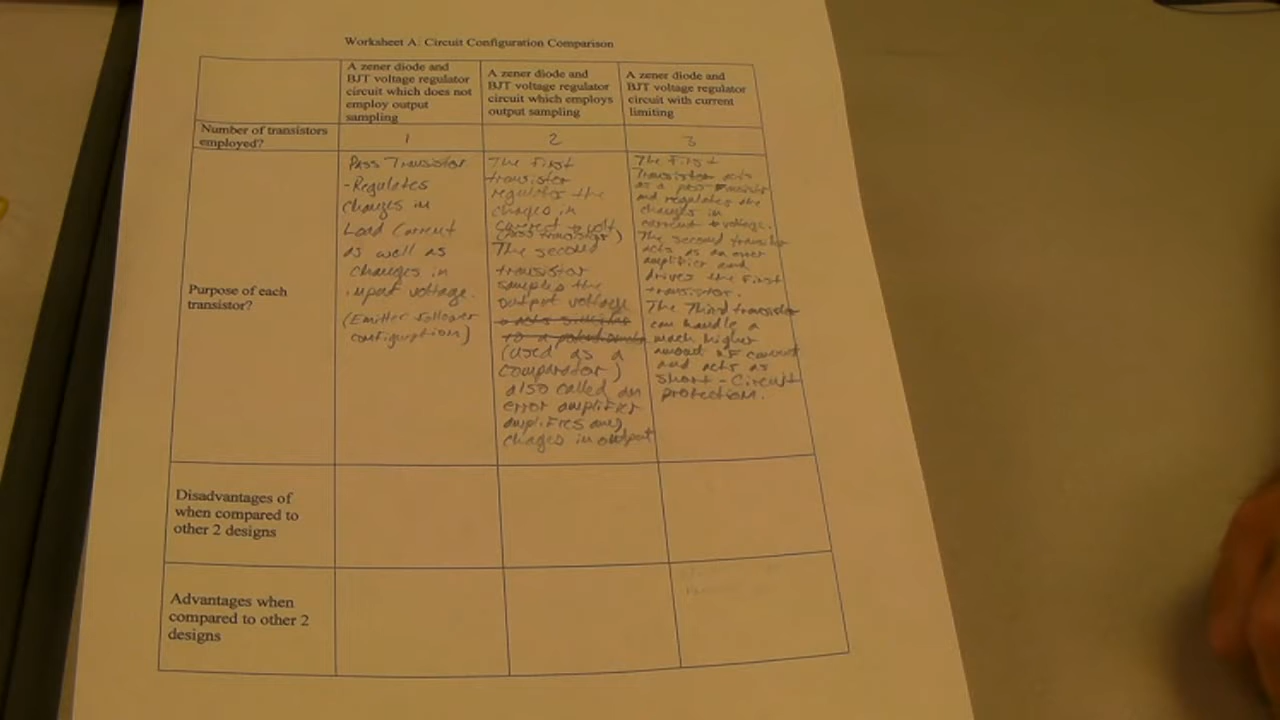 Worksheet A: Circuit Configuration Comparison
A zener diode and
BJT voltage regulator
circuit which does not
employ output
sampling
A zener diode and
BJT voltage regulator
circuit which employs
output sampling
A zener diode and
BJT voltage regulator
circuit with current
limiting
Number of transistors
employed?
1
2
3
Purpose of each
transistor?
Pass Transistor
-Regulates
changes in
Load Current
as well as
changes in
input voltage.
(Emitter follower
configuration)
The first
transistor
regulates the
chages in
current + volt
(pass transistor)
The second
transistor
samples the
output voltage
(used as a
comparator)
also called an
error amplifier
amplifies any
chages in output
The first
Transistor acts
as a pass transistor
and regulates the
changes in
current + voltage.
The second transistor
acts as an error
amplifier and
drives the first
transistor.
The Third transistor
can handle a
much higher
amount of current
and acts as
short-circuit
protection.
Disadvantages of
when compared to
other 2 designs
Advantages when
compared to other 2
designs